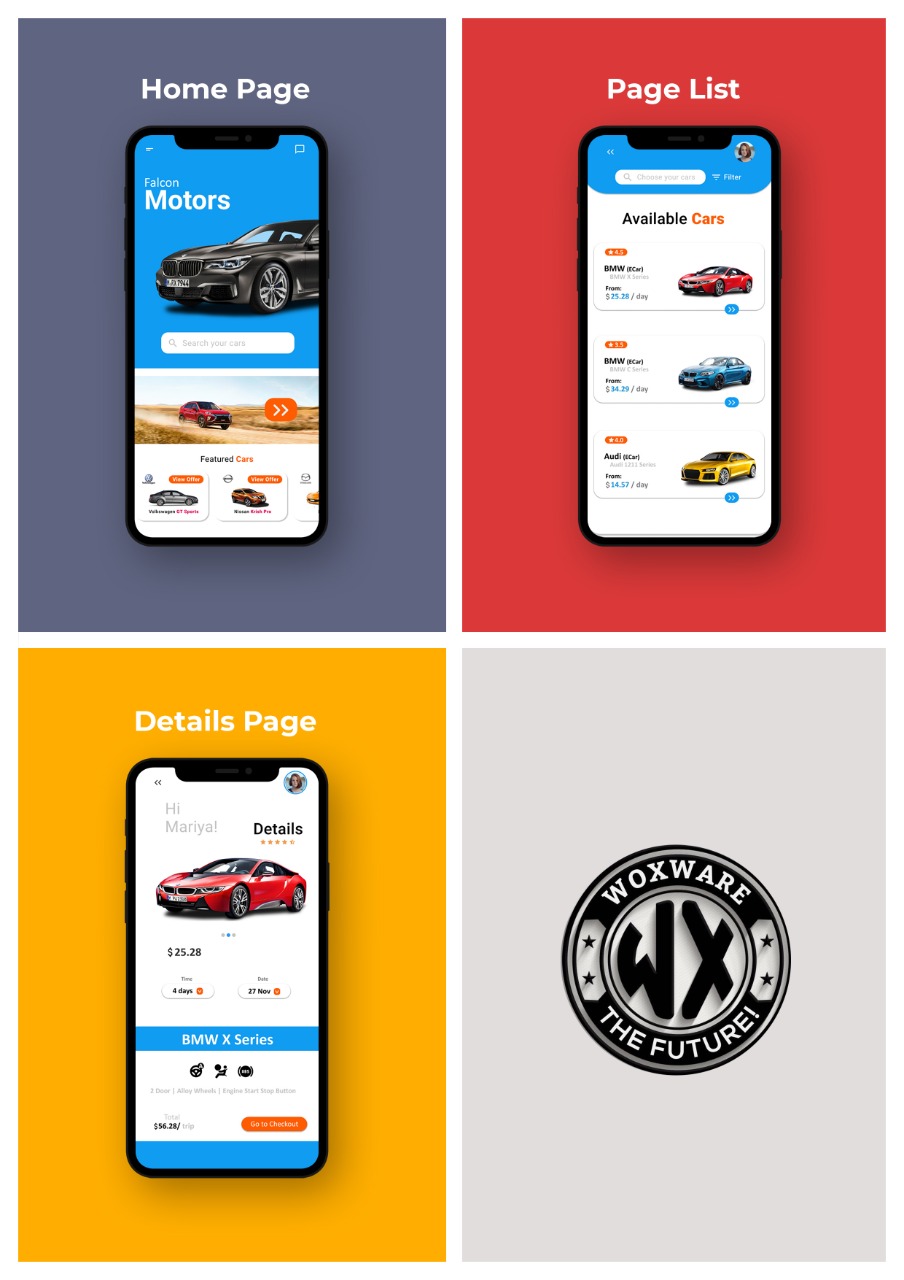 Home Page
Falcon
Motors
Search your cars
Featured Cars
View Offer
Volkswagen GT Sports
View Offer
Nissan Krish Pro
Page List
Choose your cars
Filter
Available Cars
★4.5
BMW (ECar)
BMW X Series
From:
$25.28 / day
★3.5
BMW (ECar)
BMW C Series
From:
$34.29 / day
★4.0
Audi (ECar)
Audi 1211 Series
From:
$14.57 / day
Details Page
Hi
Mariya!
Details
$25.28
Time
Date
4 days
27 Nov
BMW X Series
2 Door | Alley Wheels | Engine Start Stop Button
Total
$56.28/ trip
Go to Checkout
WOXWARE
WX
THE FUTURE!